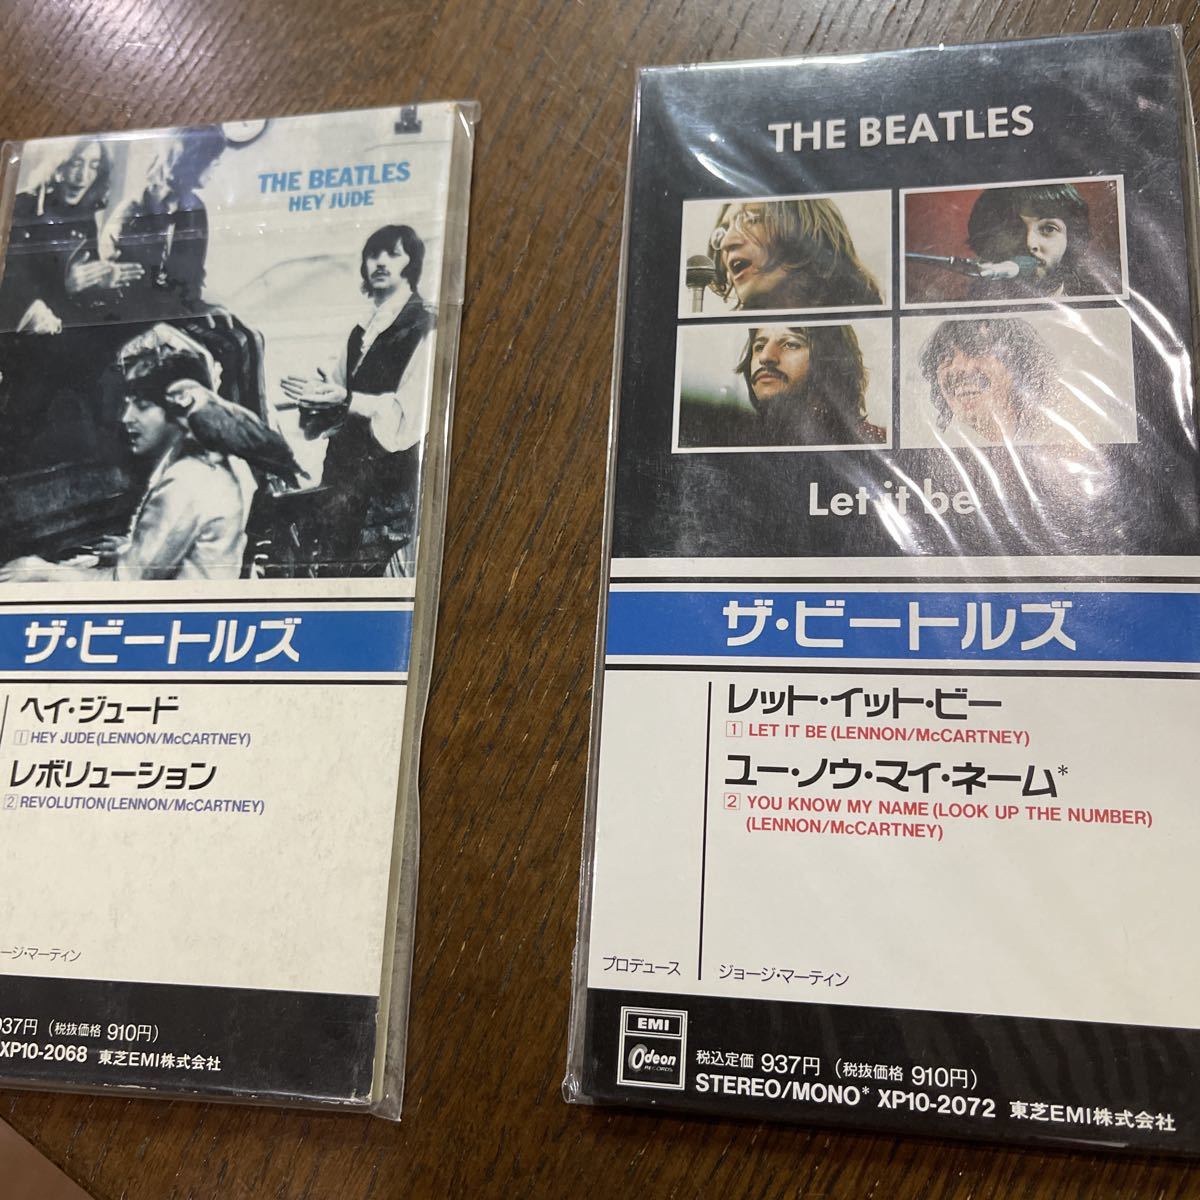 THE BEATLES
HEY JUDE
ザ・ビートルズ
ヘイ・ジュード
1 HEY JUDE(LENNON/McCARTNEY)
レボリューション
2 REVOLUTION(LENNON/McCARTNEY)
ージ・マーティン
937円 (税抜価格 910円)
XP10-2068 東芝EMI株式会社
THE BEATLES
Let it be
ザ・ビートルズ
レット・イット・ビー
1 LET IT BE (LENNON/McCARTNEY)
ユー・ノウ・マイ・ネーム*
2 YOU KNOW MY NAME (LOOK UP THE NUMBER)
(LENNON/McCARTNEY)
プロデュース ジョージ・マーティン
EMI
Odeon
RECORDS
税込定価 937円 (税抜価格 910円)
STEREO/MONO* XP10-2072 東芝EMI株式会社